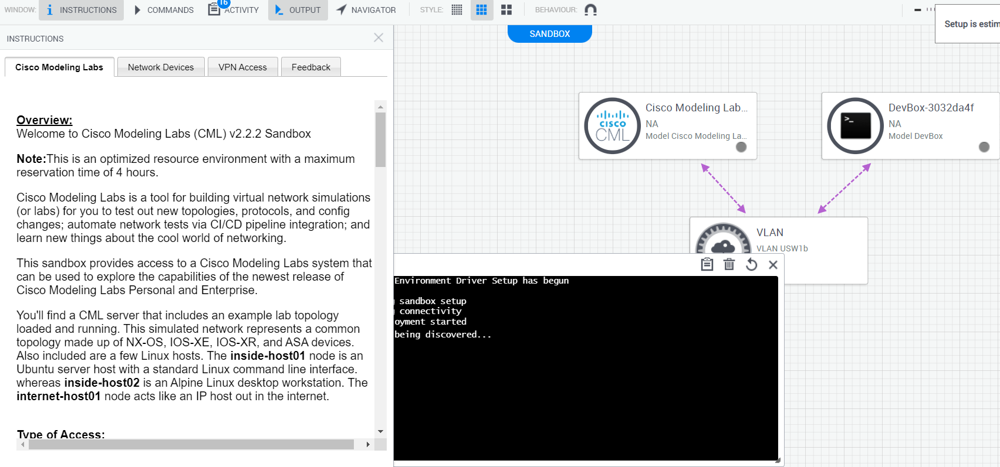 WINDOW: INSTRUCTIONS COMMANDS 16 ACTIVITY OUTPUT NAVIGATOR STYLE: BEHAVIOUR:
Setup is estim
INSTRUCTIONS
SANDBOX
Cisco Modeling Labs Network Devices VPN Access Feedback
Overview:
Welcome to Cisco Modeling Labs (CML) v2.2.2 Sandbox
Note:This is an optimized resource environment with a maximum
reservation time of 4 hours.
Cisco Modeling Labs is a tool for building virtual network simulations
(or labs) for you to test out new topologies, protocols, and config
changes; automate network tests via CI/CD pipeline integration; and
learn new things about the cool world of networking.
This sandbox provides access to a Cisco Modeling Labs system that
can be used to explore the capabilities of the newest release of
Cisco Modeling Labs Personal and Enterprise.
You'll find a CML server that includes an example lab topology
loaded and running. This simulated network represents a common
topology made up of NX-OS, IOS-XE, IOS-XR, and ASA devices.
Also included are a few Linux hosts. The inside-host01 node is an
Ubuntu server host with a standard Linux command line interface.
whereas inside-host02 is an Alpine Linux desktop workstation. The
internet-host01 node acts like an IP host out in the internet.
Type of Access:
CISCO
CML
Cisco Modeling Lab...
NA
Model Cisco Modeling La...
>_
DevBox-3032da4f
NA
Model DevBox
VLAN
VLAN USW1b
Environment Driver Setup has begun
sandbox setup
connectivity
oyment started
being discovered...